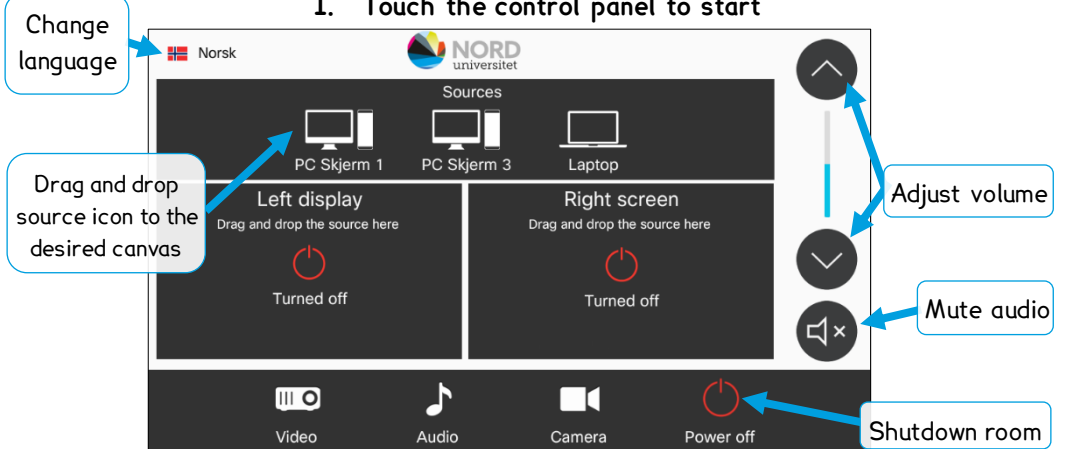 1. Touch the control panel to start
Change
language
Norsk
NORD
universitet
Sources
PC Skjerm 1
PC Skjerm 3
Laptop
Drag and drop
source icon to the
desired canvas
Left display
Drag and drop the source here
Turned off
Right screen
Drag and drop the source here
Turned off
Adjust volume
Mute audio
Video
Audio
Camera
Power off
Shutdown room